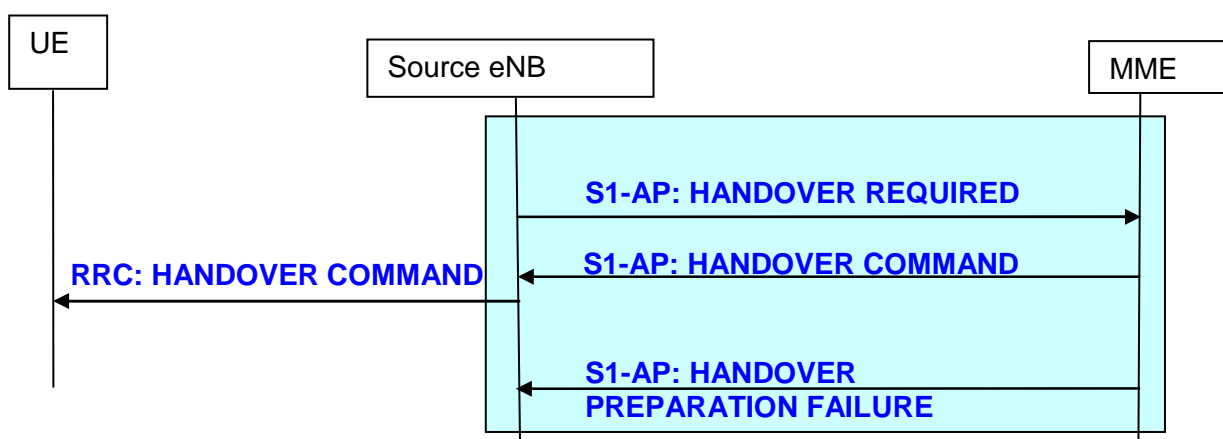 UE
Source eNB
MME
S1-AP: HANDOVER REQUIRED
S1-AP: HANDOVER COMMAND
RRC: HANDOVER COMMAND
S1-AP: HANDOVER
PREPARATION FAILURE